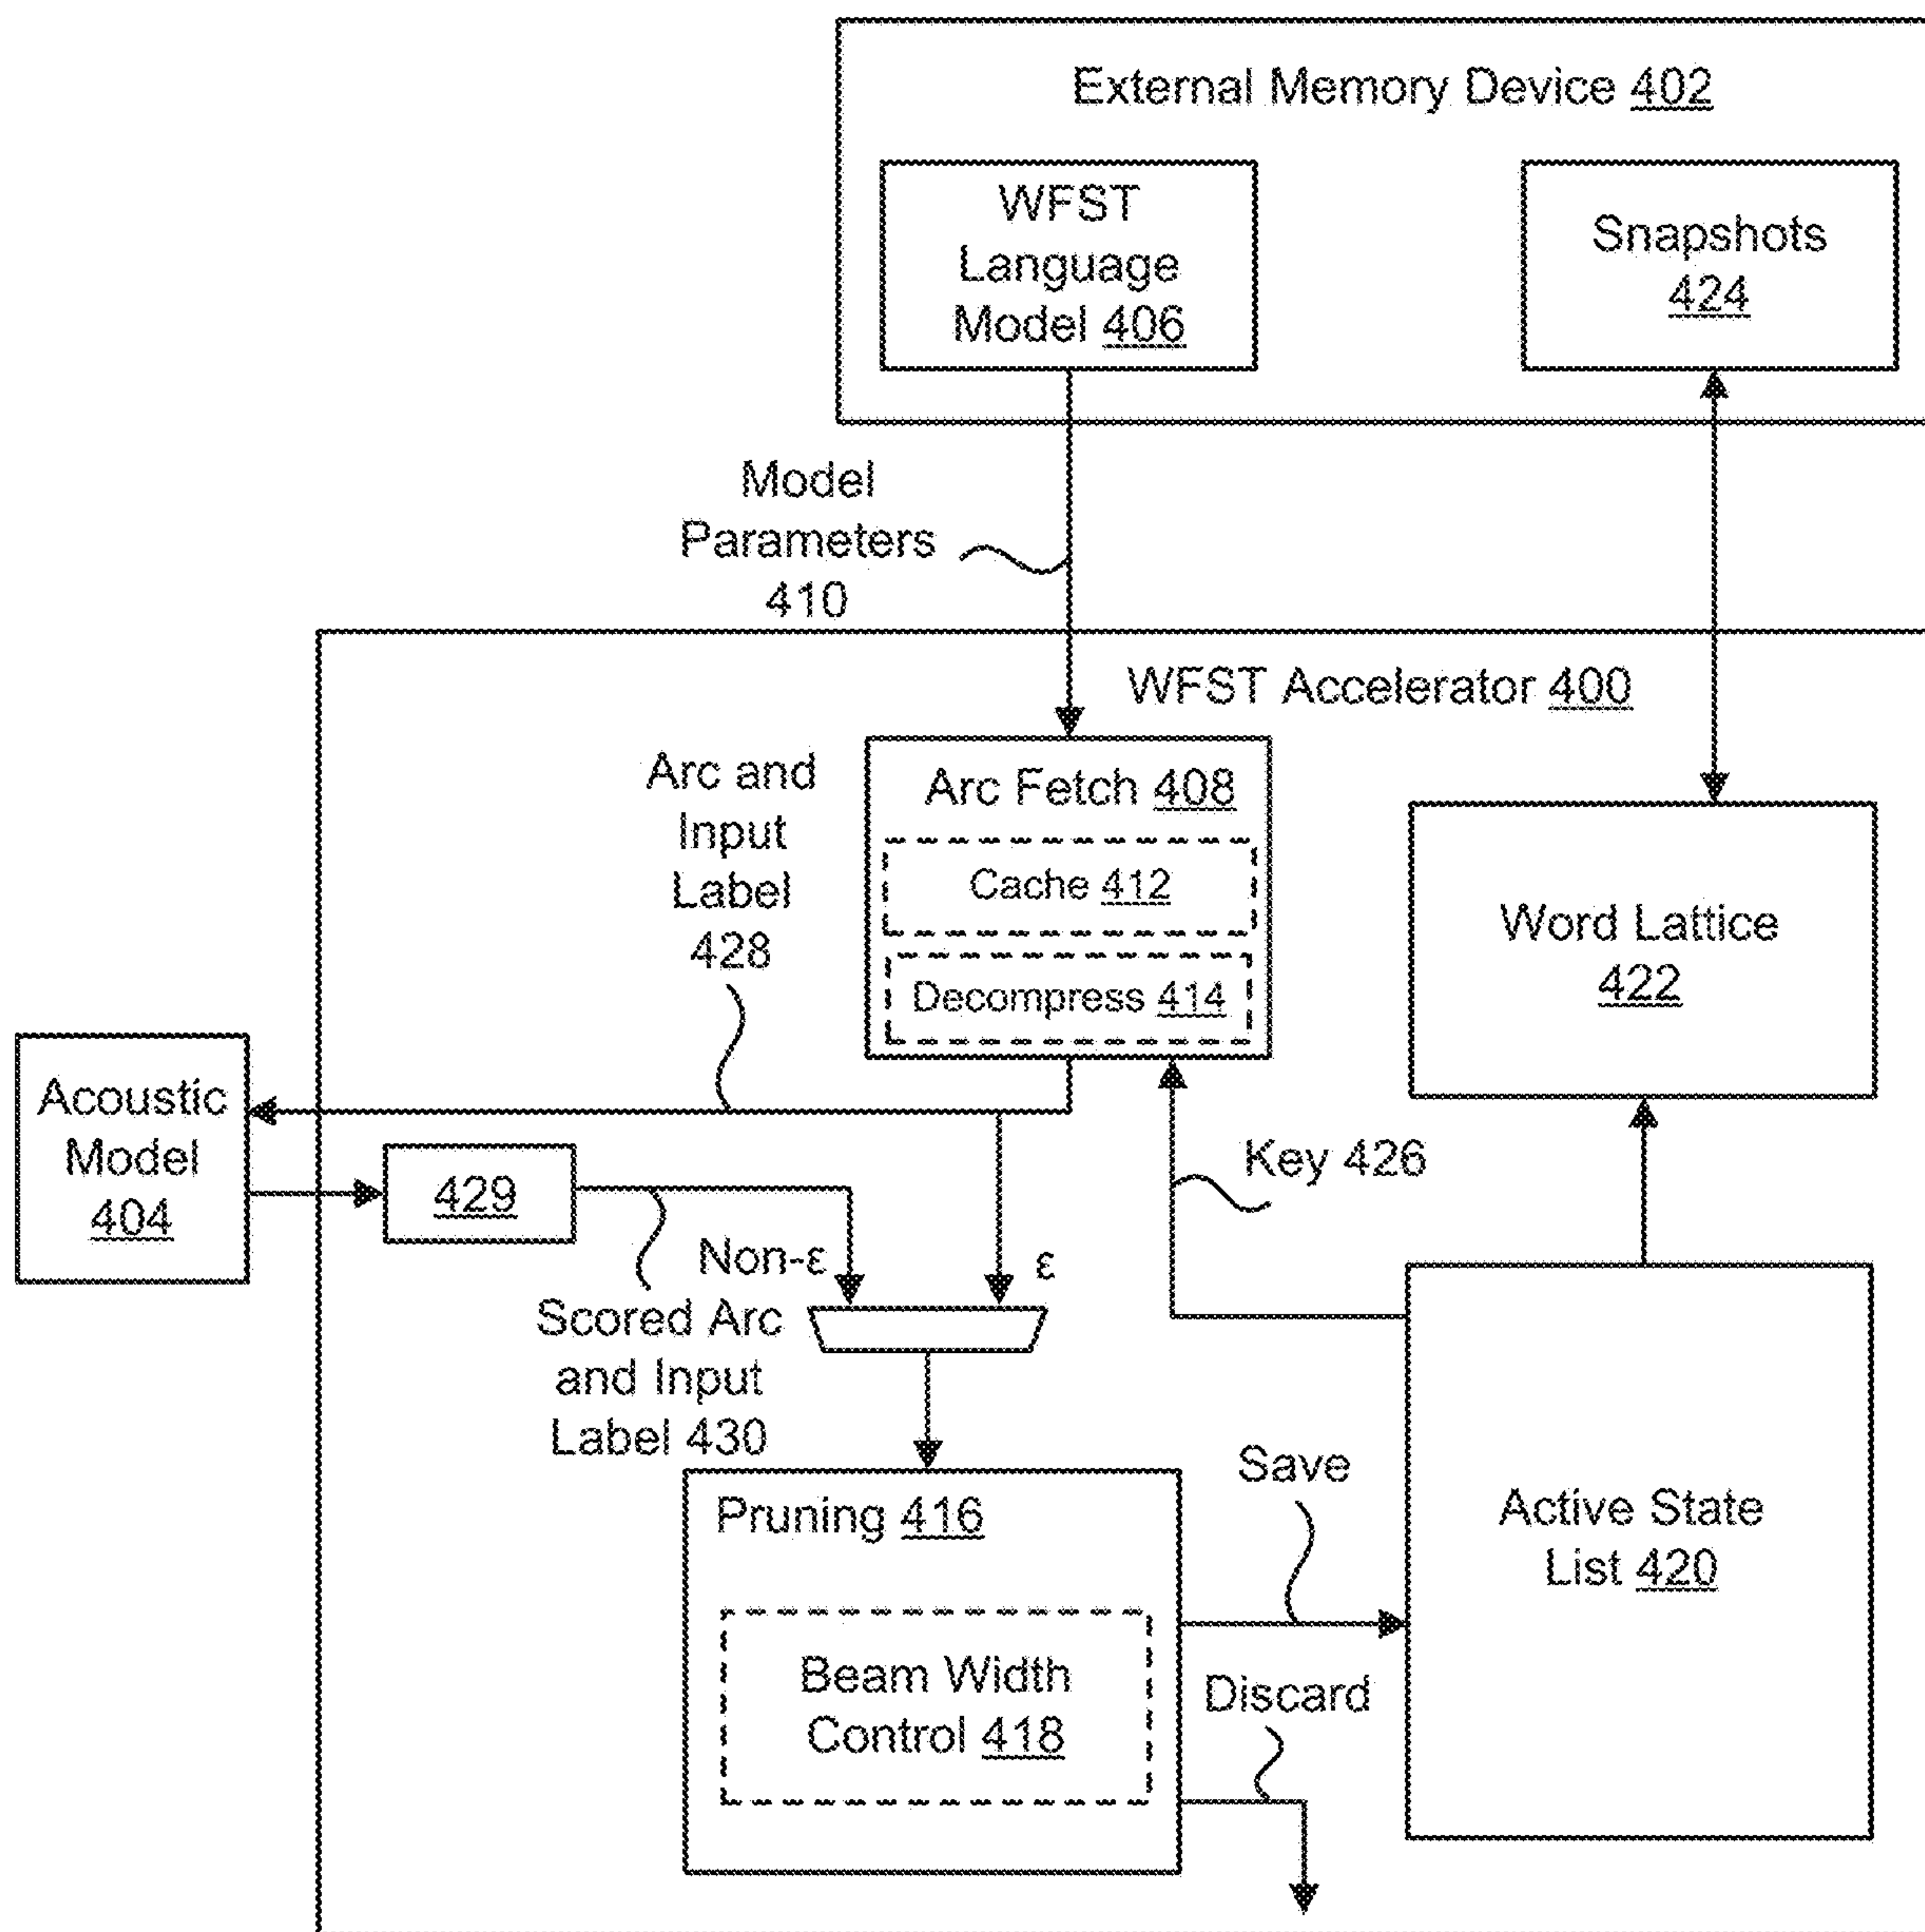 External Memory Device 402
WFST
Language
Model 406
Snapshots
424
Model
Parameters
410
WFST Accelerator 400
Arc and
Input
Label
428
Arc Fetch 408
Cache 412
Decompress 414
Word Lattice
422
Acoustic
Model
404
429
Key 426
Non-ε
ε
Scored Arc
and Input
Label 430
Pruning 416
Beam Width
Control 418
Save
Discard
Active State
List 420